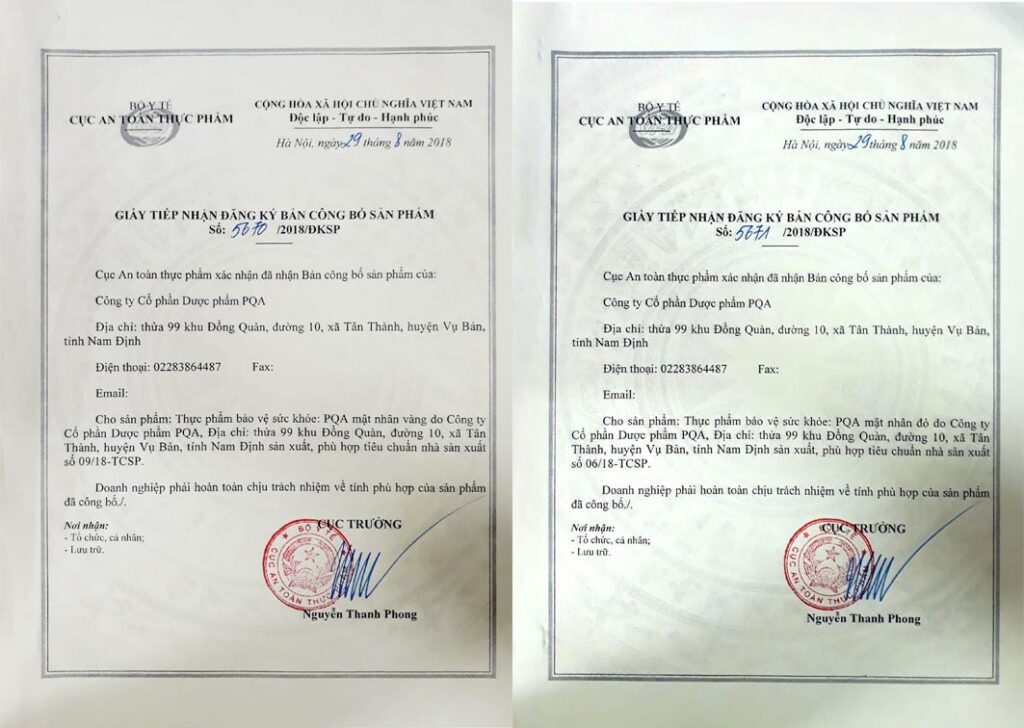 BỘ Y TẾ
CỤC AN TOÀN THỰC PHẨM
CỘNG HÒA XÃ HỘI CHỦ NGHĨA VIỆT NAM
Độc lập - Tự do - Hạnh phúc
Hà Nội, ngày 29 tháng 8 năm 2018
GIẤY TIẾP NHẬN ĐĂNG KÝ BẢN CÔNG BỐ SẢN PHẨM
Số: 5670 /2018/ĐKSP
Cục An toàn thực phẩm xác nhận đã nhận Bản công bố sản phẩm của:
Công ty Cổ phần Dược phẩm PQA
Địa chỉ: thửa 99 khu Đồng Quàn, đường 10, xã Tân Thành, huyện Vụ Bản,
tỉnh Nam Định
Điện thoại: 02283864487 Fax:
Email:
Cho sản phẩm: Thực phẩm bảo vệ sức khỏe: PQA mật nhân vàng do Công ty
Cổ phần Dược phẩm PQA, Địa chỉ: thửa 99 khu Đồng Quàn, đường 10, xã Tân
Thành, huyện Vụ Bản, tỉnh Nam Định sản xuất, phù hợp tiêu chuẩn nhà sản xuất
số 09/18-TCSP.
Doanh nghiệp phải hoàn toàn chịu trách nhiệm về tính phù hợp của sản phẩm
đã công bố./.
Nơi nhận:
- Tổ chức, cá nhân;
- Lưu trữ.
CỤC TRƯỞNG
BỘ Y TẾ
CỤC AN TOÀN THỰC
Nguyễn Thanh Phong
BỘ Y TẾ
CỤC AN TOÀN THỰC PHẨM
CỘNG HÒA XÃ HỘI CHỦ NGHĨA VIỆT NAM
Độc lập - Tự do - Hạnh phúc
Hà Nội, ngày 29 tháng 8 năm 2018
GIẤY TIẾP NHẬN ĐĂNG KÝ BẢN CÔNG BỐ SẢN PHẨM
Số: 5671 /2018/ĐKSP
Cục An toàn thực phẩm xác nhận đã nhận Bản công bố sản phẩm của:
Công ty Cổ phần Dược phẩm PQA
Địa chỉ: thửa 99 khu Đồng Quàn, đường 10, xã Tân Thành, huyện Vụ Bản,
tỉnh Nam Định
Điện thoại: 02283864487 Fax:
Email:
Cho sản phẩm: Thực phẩm bảo vệ sức khỏe: PQA mật nhân đỏ do Công ty
Cổ phần Dược phẩm PQA, Địa chỉ: thửa 99 khu Đồng Quàn, đường 10, xã Tân
Thành, huyện Vụ Bản, tỉnh Nam Định sản xuất, phù hợp tiêu chuẩn nhà sản xuất
số 06/18-TCSP.
Doanh nghiệp phải hoàn toàn chịu trách nhiệm về tính phù hợp của sản phẩm
đã công bố./.
Nơi nhận:
- Tổ chức, cá nhân;
- Lưu trữ.
CỤC TRƯỞNG
BỘ Y TẾ
CỤC AN TOÀN THỰC
Nguyễn Thanh Phong